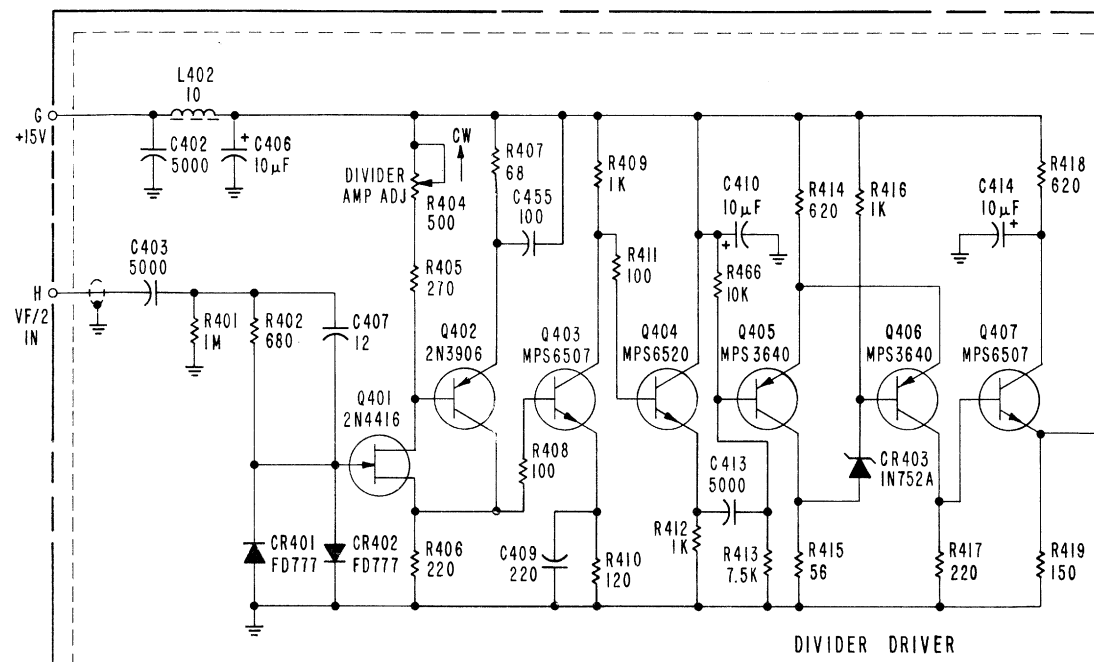 L402
10
G
+15V
C402
5000
+
C406
10μF
DIVIDER
AMP ADJ
CW
R404
500
R407
68
C455
100
R409
1K
C410
10μF
+
R414
620
R416
1K
C414
10μF
+
R418
620
C403
5000
H
VF/2
IN
R401
1M
R402
680
C407
12
R405
270
R411
100
R466
10K
Q402
2N3906
Q403
MPS6507
Q404
MPS6520
Q405
MPS3640
Q406
MPS3640
Q407
MPS6507
Q401
2N4416
R408
100
C413
5000
CR403
1N752A
CR401
FD777
CR402
FD777
R406
220
C409
220
R410
120
R412
1K
R413
7.5K
R415
56
R417
220
R419
150
DIVIDER DRIVER